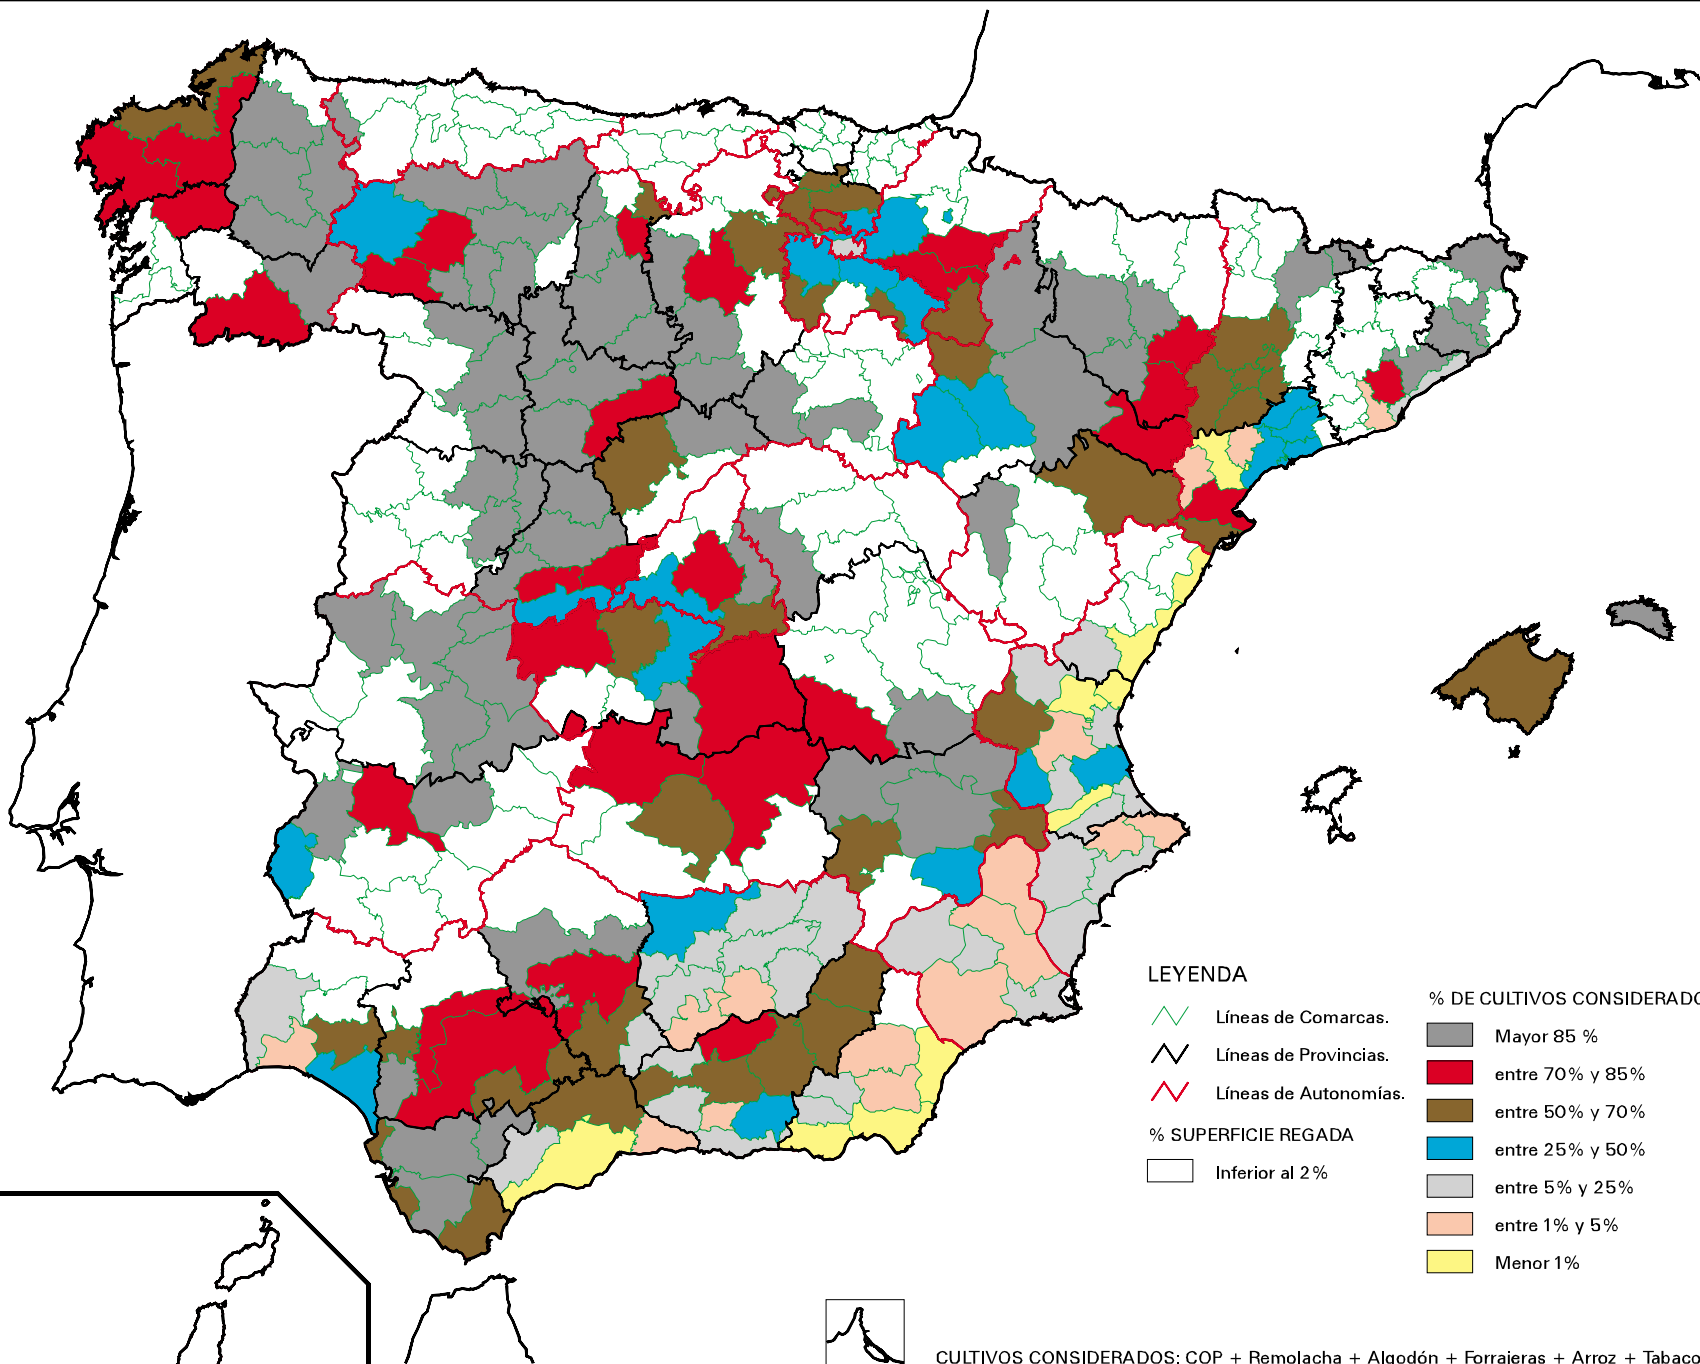 LEYENDA
Líneas de Comarcas.
Líneas de Provincias.
Líneas de Autonomías.
% SUPERFICIE REGADA
Inferior al 2%
% DE CULTIVOS CONSIDERADO
Mayor 85 %
entre 70% y 85%
entre 50% y 70%
entre 25% y 50%
entre 5% y 25%
entre 1% y 5%
Menor 1%
CULTIVOS CONSIDERADOS: COP + Remolacha + Algodón + Forrajeras + Arroz + Tabaco